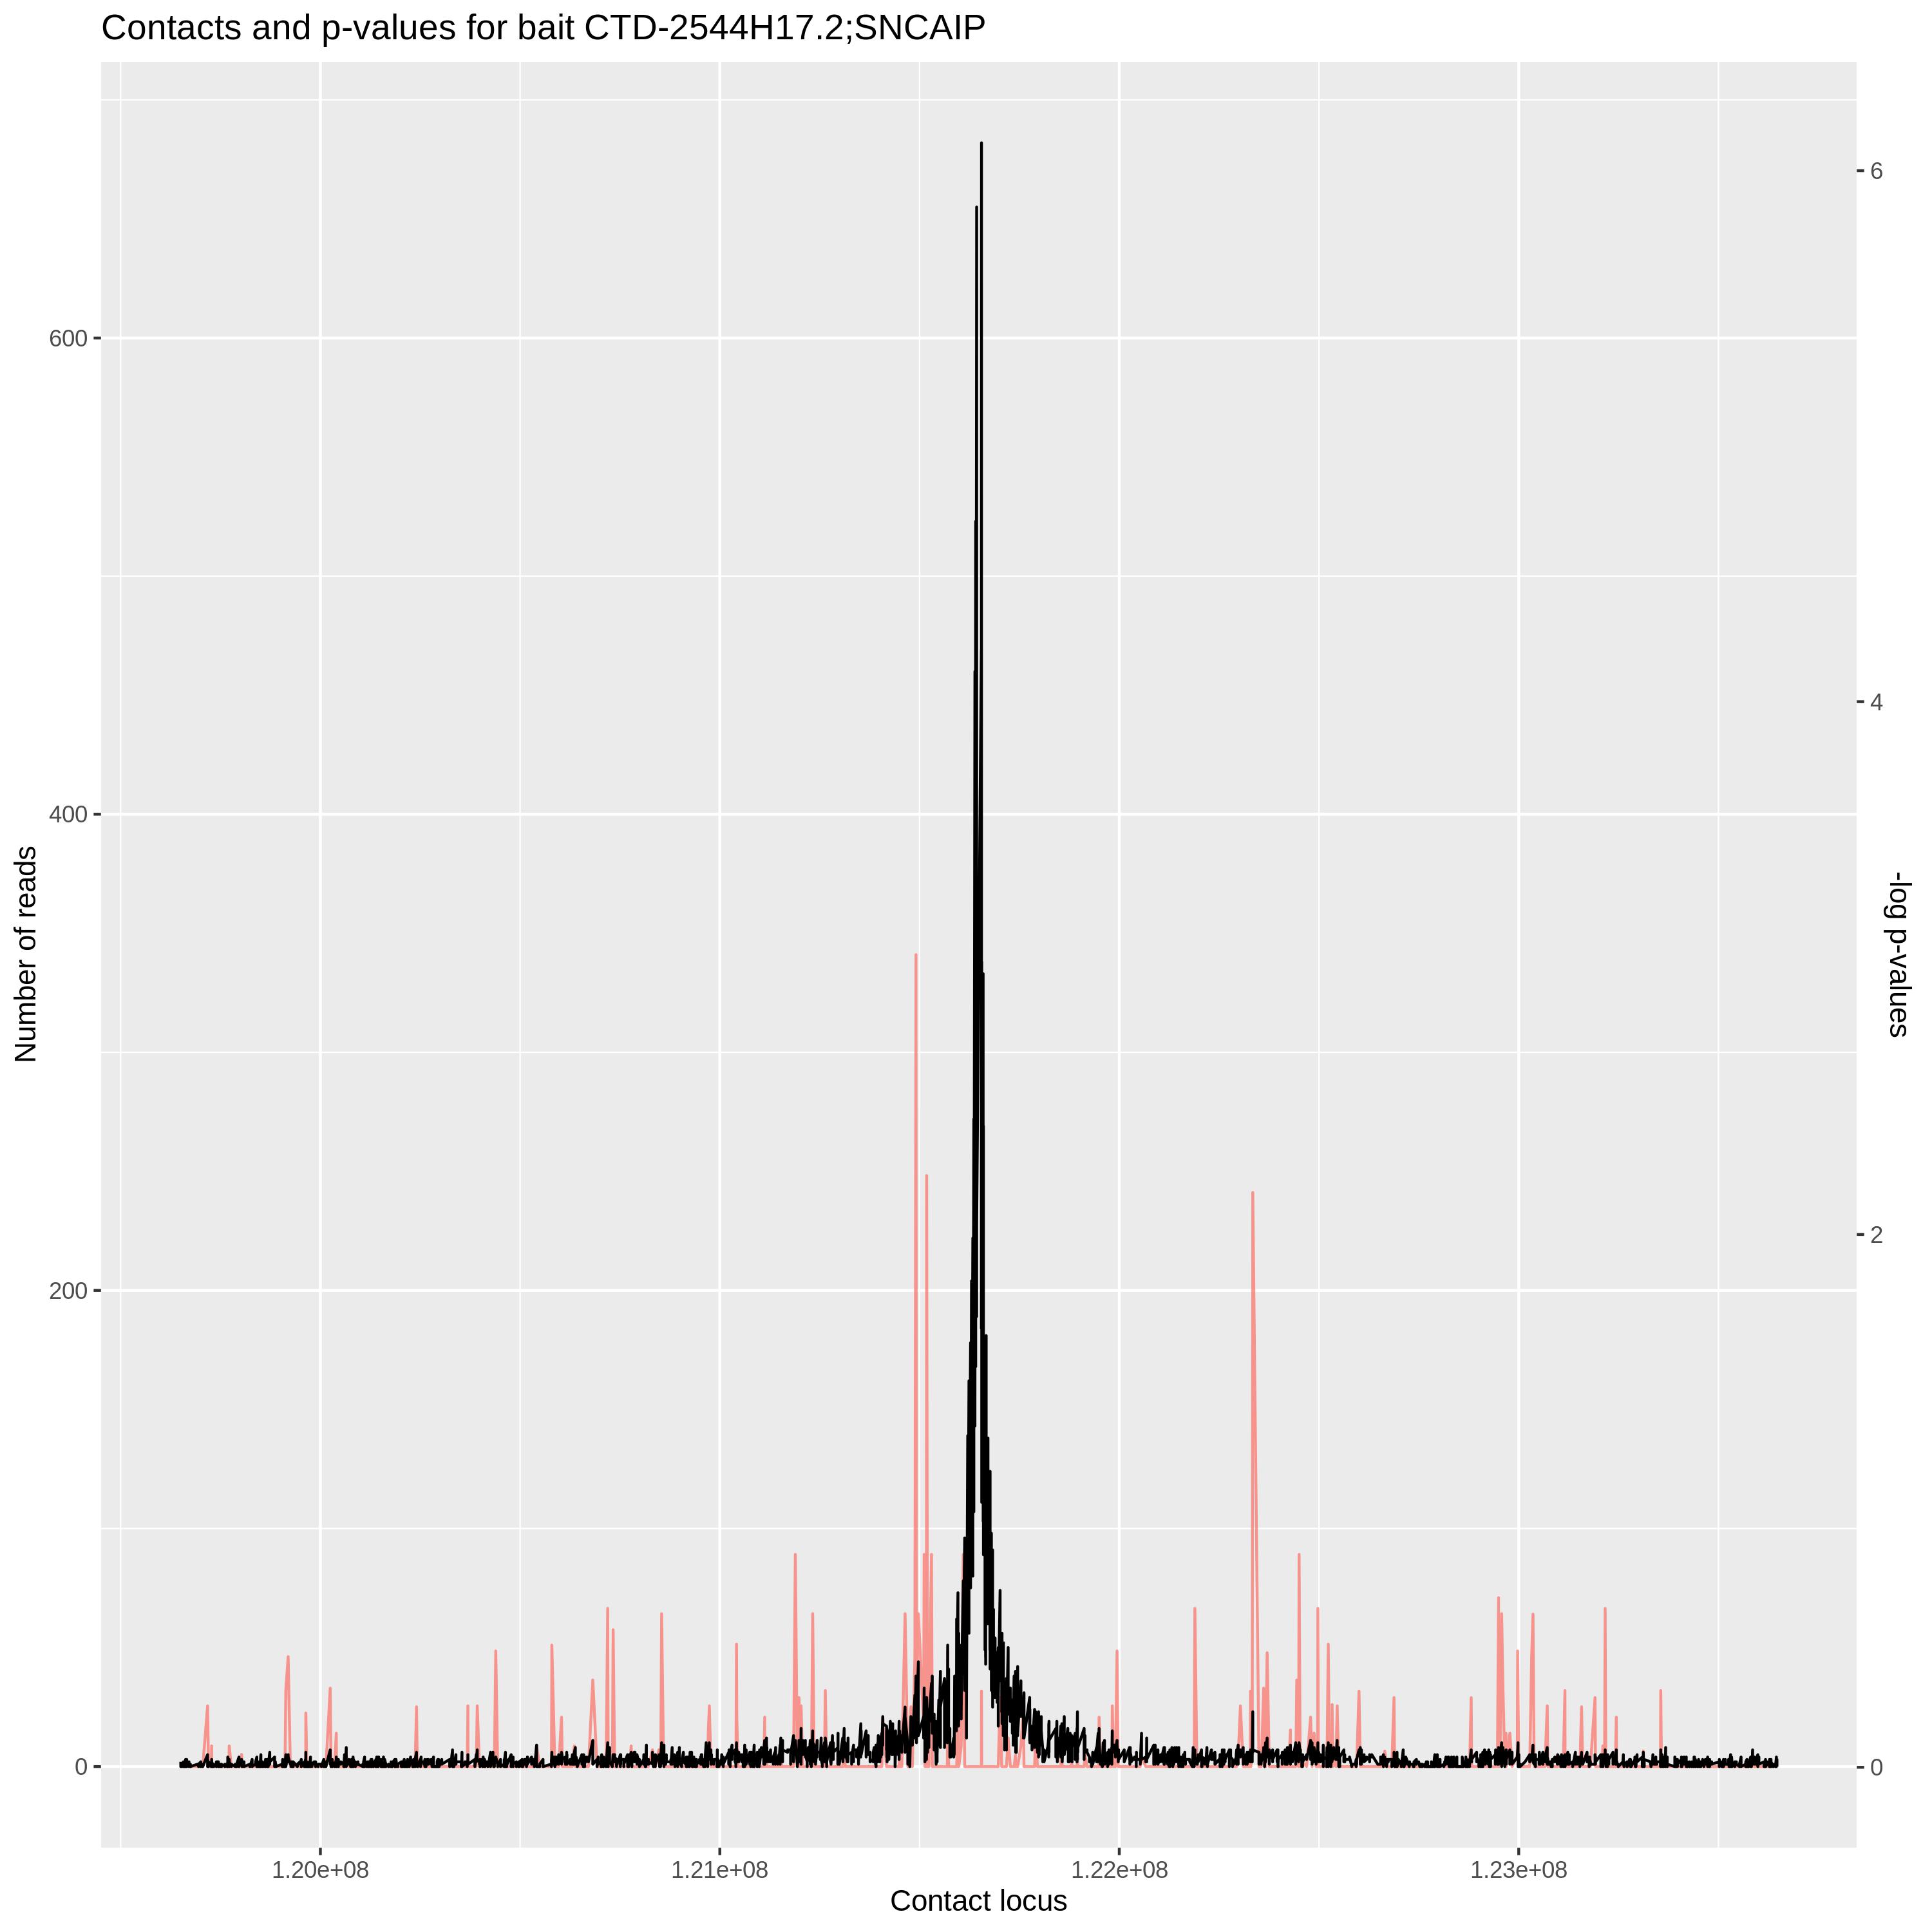 Contacts and p-values for bait CTD-2544H17.2;SNCAIP
6
600
4
400
Number of reads
-log p-values
2
200
0
0
1.20e+08
1.21e+08
1.22e+08
1.23e+08
Contact locus